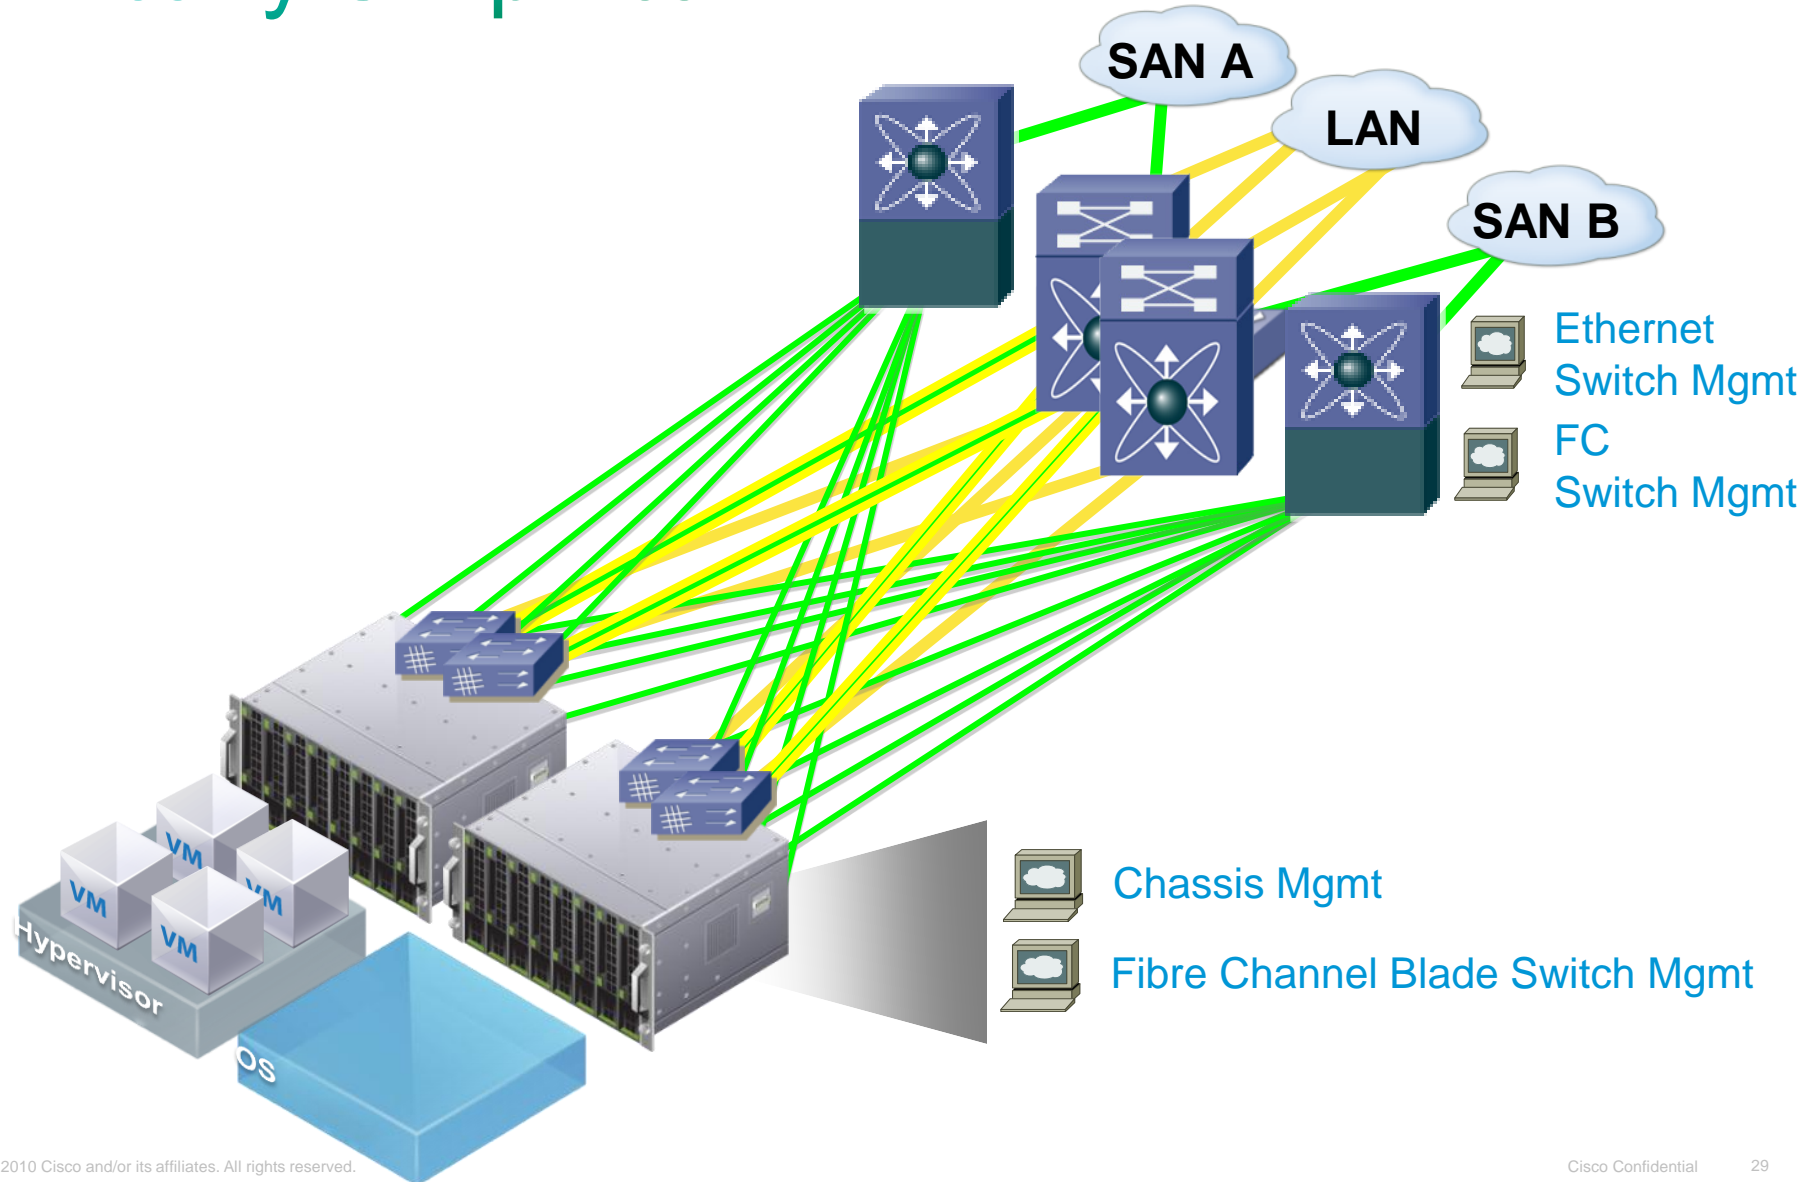 SAN A
LAN
SAN B
Ethernet
Switch Mgmt
FC
Switch Mgmt
VM
VM
VM
VM
Hypervisor
OS
Chassis Mgmt
Fibre Channel Blade Switch Mgmt
2010 Cisco and/or its affiliates. All rights reserved.
Cisco Confidential
29